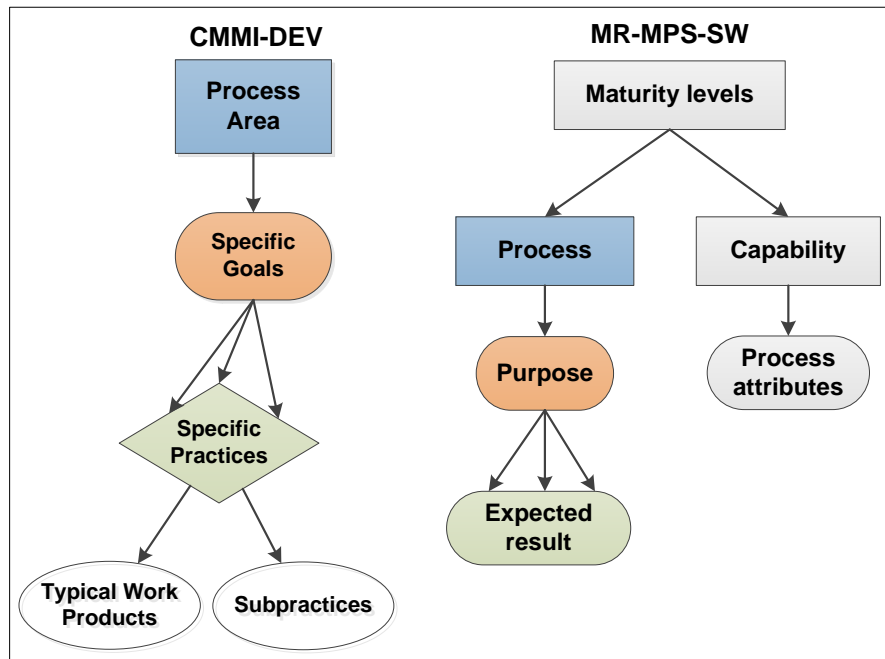 CMMI-DEV
Process
Area
Specific
Goals
Specific
Practices
Typical Work
Products
Subpractices
MR-MPS-SW
Maturity levels
Process
Capability
Purpose
Process
attributes
Expected
result